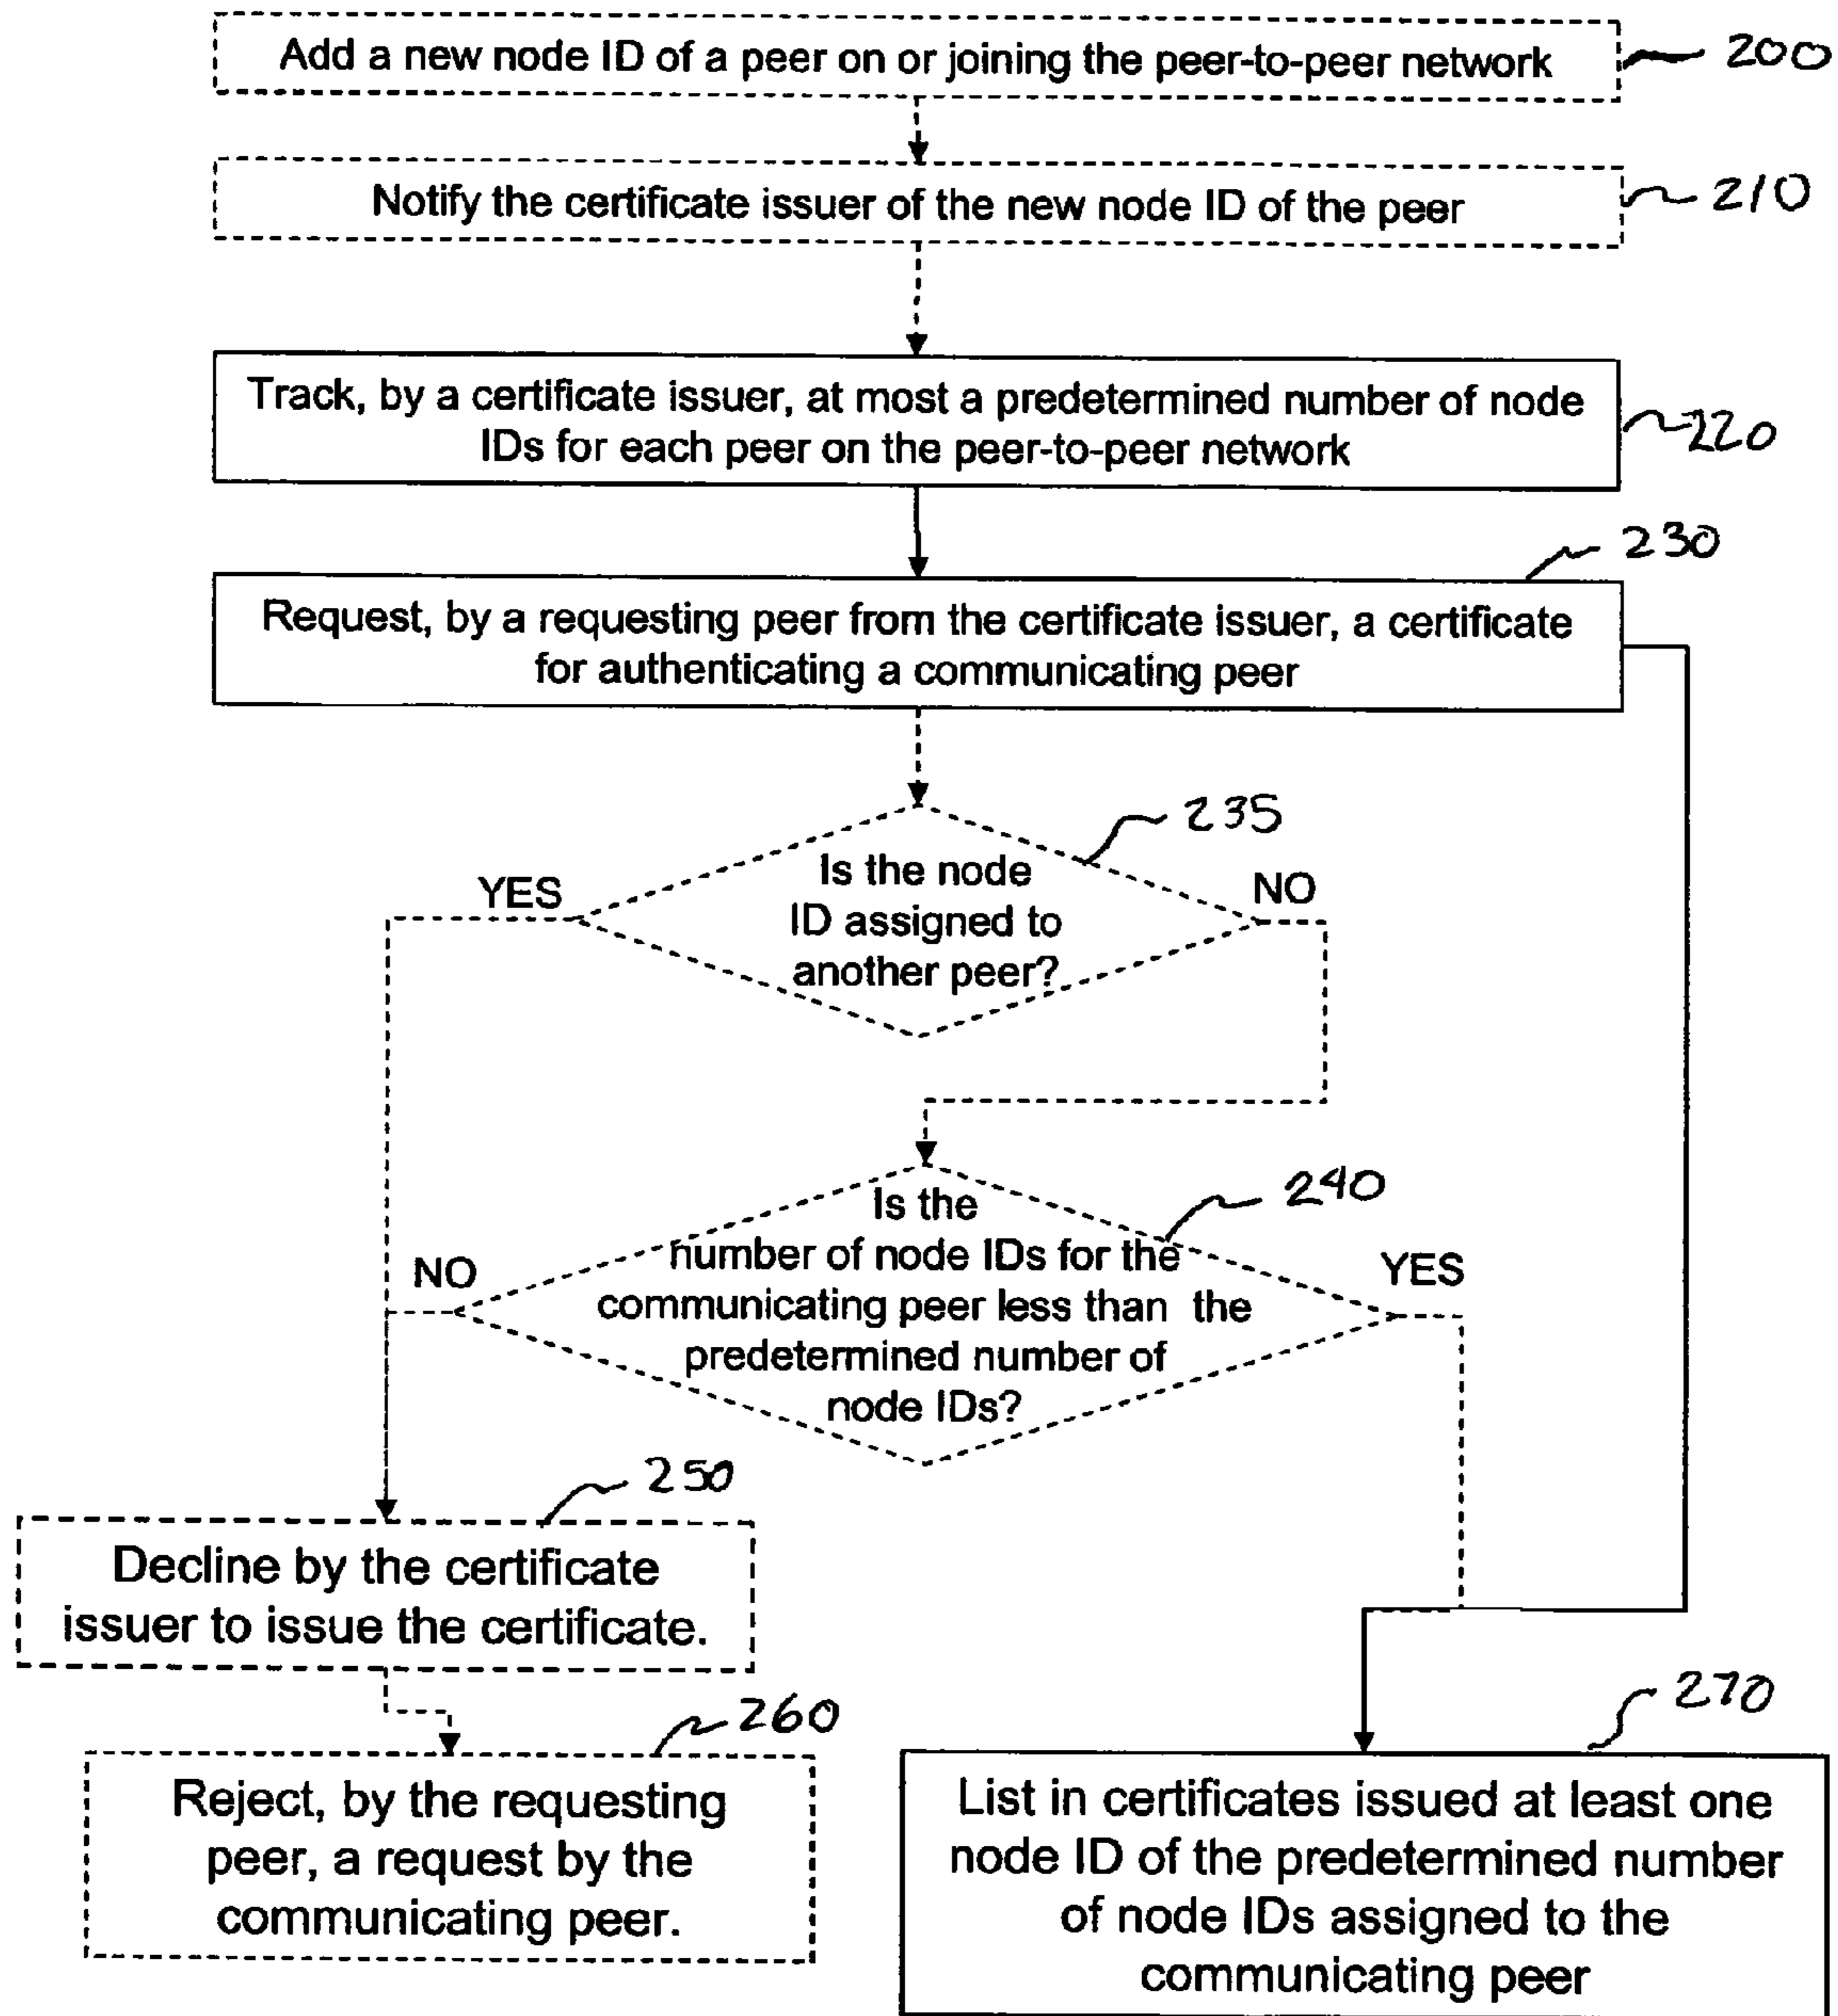 Add a new node ID of a peer on or joining the peer-to-peer network
200
Notify the certificate issuer of the new node ID of the peer
210
Track, by a certificate issuer, at most a predetermined number of node
IDs for each peer on the peer-to-peer network
220
230
Request, by a requesting peer from the certificate issuer, a certificate
for authenticating a communicating peer
235
YES
Is the node
ID assigned to
another peer?
NO
240
NO
Is the
number of node IDs for the
communicating peer less than the
predetermined number of
node IDs?
YES
250
Decline by the certificate
issuer to issue the certificate.
260
Reject, by the requesting
peer, a request by the
communicating peer.
270
List in certificates issued at least one
node ID of the predetermined number
of node IDs assigned to the
communicating peer